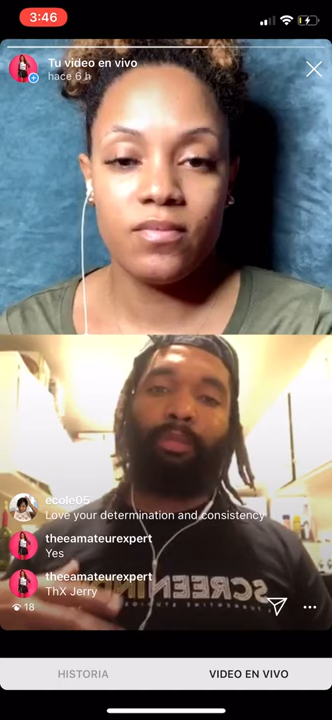 3:46
Tu video en vivo
hace 6 h
ecole05
Love your determination and consistency
theeamateurexpert
Yes
theeamateurexpert
ThX Jerry
18
HISTORIA
VIDEO EN VIVO